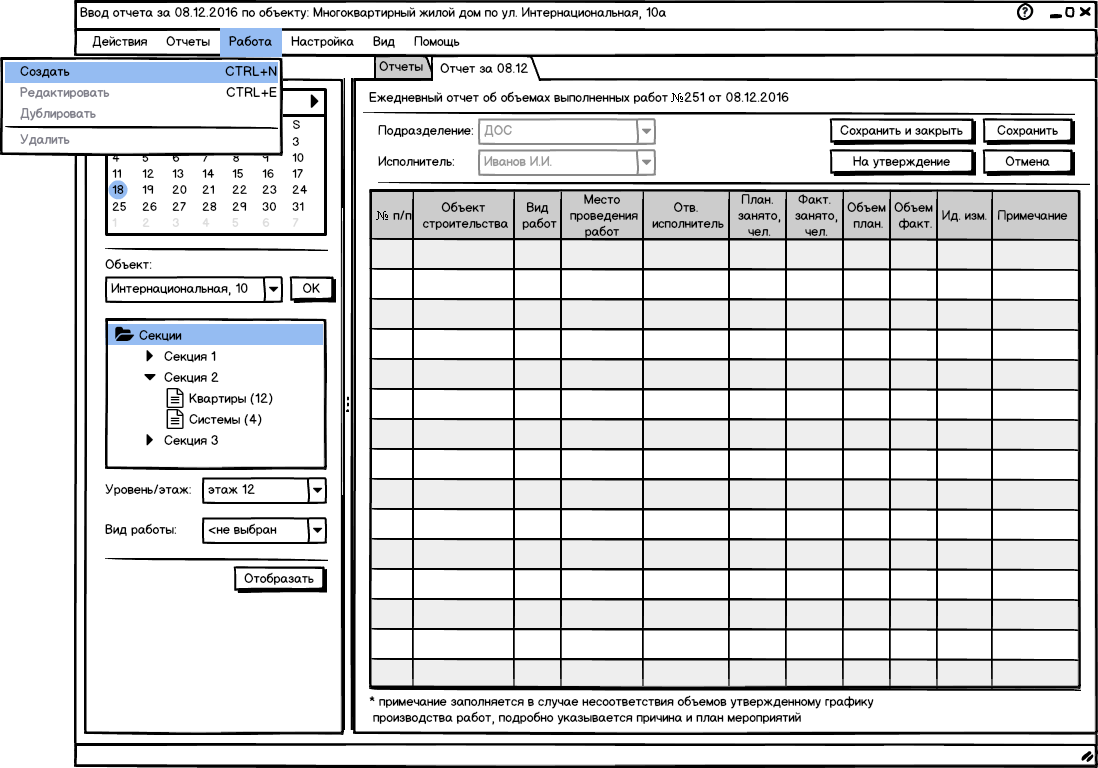 Ввод отчета за 08.12.2016 по объекту: Многоквартирный жилой дом по ул. Интернациональная, 10а
?
Действия Отчеты Работа Настройка Вид Помощь
Создать CTRL+N
Редактировать CTRL+E
Дублировать
Удалить
S
3
4 5 6 7 8 9 10
11 12 13 14 15 16 17
18 19 20 21 22 23 24
25 26 27 28 29 30 31
1 2 3 4 5 6 7
Объект:
Интернациональная, 10 OK
Секции
Секция 1
Секция 2
Квартиры (12)
Системы (4)
Секция 3
Уровень/этаж: этаж 12
Вид работы: <не выбран
Отобразать
Отчеты Отчет за 08.12
Ежедневный отчет об объемах выполненных работ №251 от 08.12.2016
Подразделение: ДОС Сохранить и закрыть Сохранить
Исполнитель: Иванов И.И. На утверждение Отмена
№ п/п
Объект
строительства
Вид
работ
Место
проведения
работ
Отв.
исполнитель
План.
занято,
чел.
Факт.
занято,
чел.
Объем
план.
Объем
факт.
Ид. изм.
Примечание
* примечание заполняется в случае несоответствия объемов утвержденному графику
производства работ, подробно указывается причина и план мероприятий